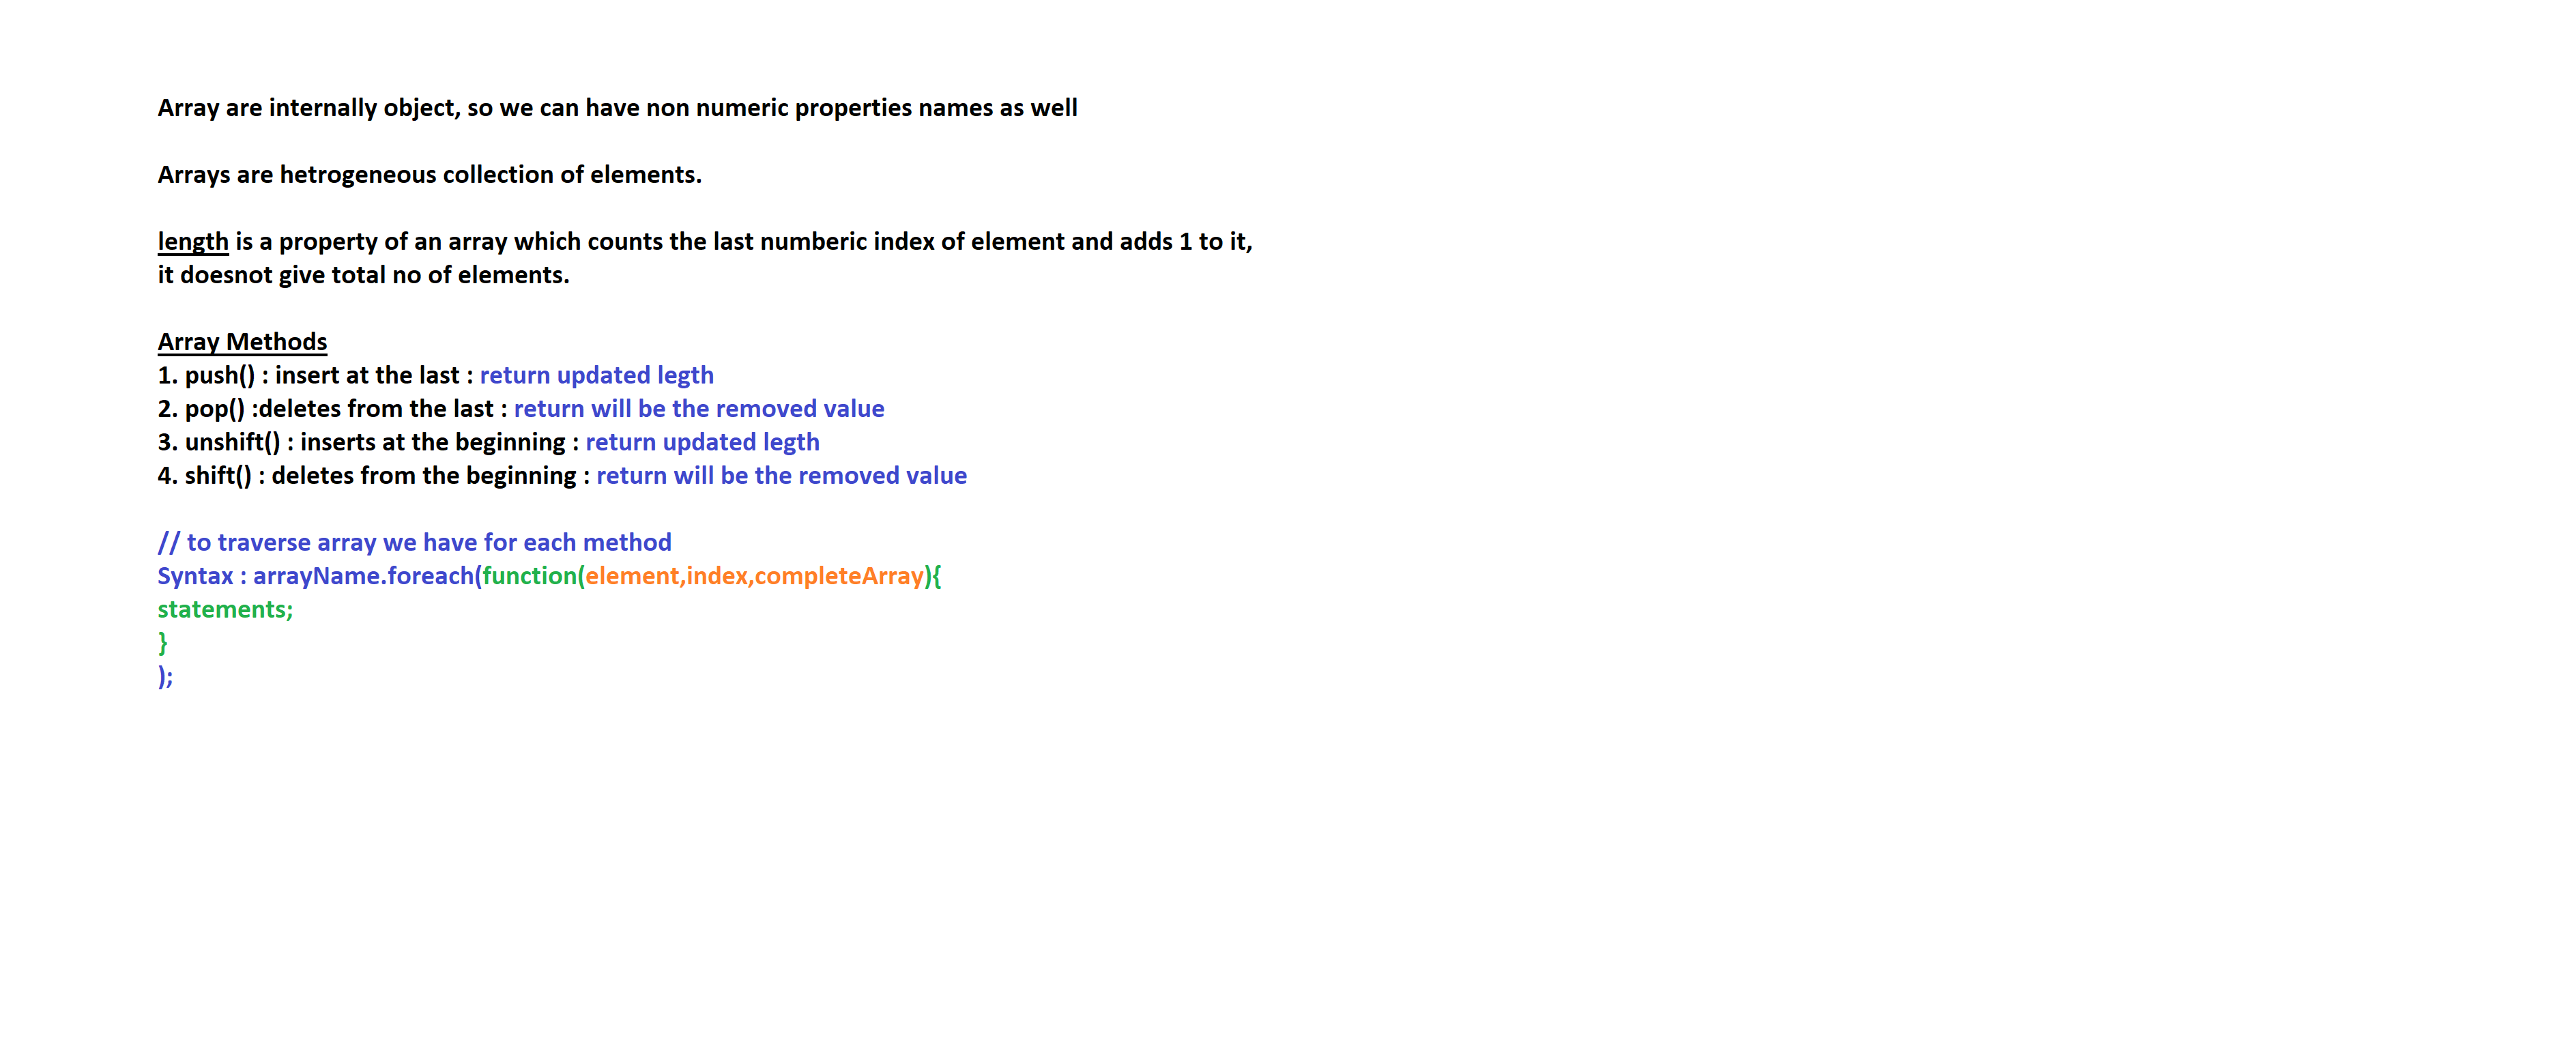 Array are internally object, so we can have non numeric properties names as well
Arrays are hetrogeneous collection of elements.
length is a property of an array which counts the last numberic index of element and adds 1 to it,
it doesnot give total no of elements.
Array Methods
1. push() : insert at the last : return updated legth
2. pop() :deletes from the last : return will be the removed value
3. unshift() : inserts at the beginning : return updated legth
4. shift() : deletes from the beginning : return will be the removed value
// to traverse array we have for each method
Syntax : arrayName.foreach(function(element,index,completeArray){
statements;
}
);